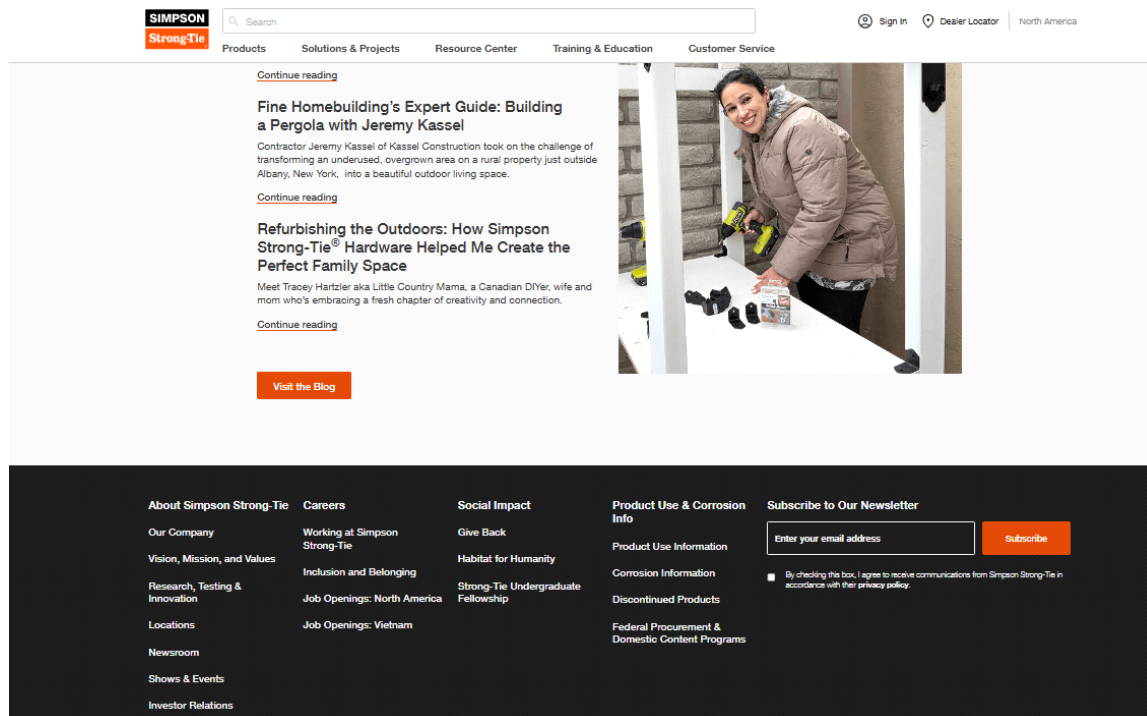 SIMPSON
Strong-Tie
Search
Sign In
Dealer Locator
North America
Products
Solutions & Projects
Resource Center
Training & Education
Customer Service
Continue reading
Fine Homebuilding's Expert Guide: Building
a Pergola with Jeremy Kassel
Contractor Jeremy Kassel of Kassel Construction took on the challenge of
transforming an underused, overgrown area on a rural property just outside
Albany, New York, into a beautiful outdoor living space.
Continue reading
Refurbishing the Outdoors: How Simpson
Strong-Tie® Hardware Helped Me Create the
Perfect Family Space
Meet Tracey Hartzler aka Little Country Mama, a Canadian DIYer, wife and
mom who's embracing a fresh chapter of creativity and connection.
Continue reading
Visit the Blog
About Simpson Strong-Tie
Our Company
Vision, Mission, and Values
Research, Testing &
Innovation
Locations
Newsroom
Shows & Events
Investor Relations
Careers
Working at Simpson
Strong-Tie
Inclusion and Belonging
Job Openings: North America
Job Openings: Vietnam
Social Impact
Give Back
Habitat for Humanity
Strong-Tie Undergraduate
Fellowship
Product Use & Corrosion
Info
Product Use Information
Corrosion Information
Discontinued Products
Federal Procurement &
Domestic Content Programs
Subscribe to Our Newsletter
Enter your email address
Subscribe
By checking this box, I agree to receive communications from Simpson Strong-Tie in
accordance with their privacy policy.